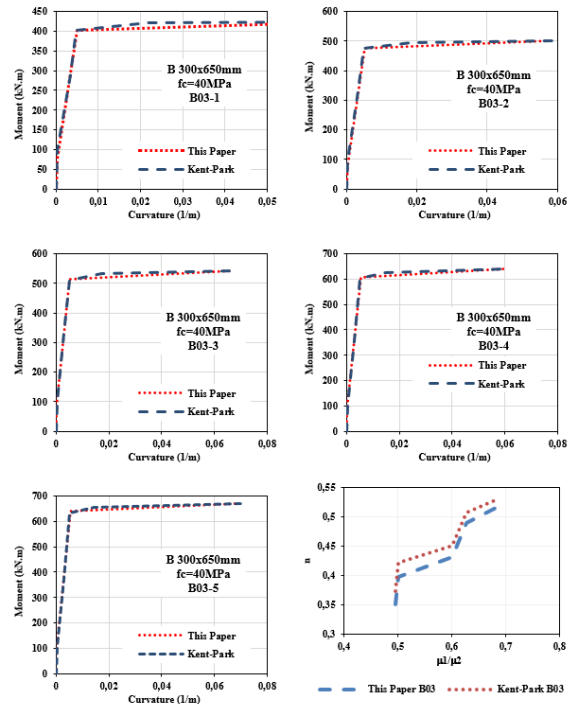 450
400
350
300
250
200
150
100
50
0
Moment (kN.m)
B 300x650mm
fc=40MPa
B03-1
This Paper
Kent-Park
0 0,01 0,02 0,03 0,04 0,05
Curvature (1/m)
600
500
400
300
200
100
0
Moment (kN.m)
B 300x650mm
fc=40MPa
B03-2
This Paper
Kent-Park
0 0,02 0,04 0,06
Curvature (1/m)
600
500
400
300
200
100
0
Moment (kN.m)
B 300x650mm
fc=40MPa
B03-3
This Paper
Kent-Park
0 0,02 0,04 0,06 0,08
Curvature (1/m)
700
600
500
400
300
200
100
0
Moment (kN.m)
B 300x650mm
fc=40MPa
B03-4
This Paper
Kent-Park
0 0,02 0,04 0,06 0,08
Curvature (1/m)
700
600
500
400
300
200
100
0
Moment (kN.m)
B 300x650mm
fc=40MPa
B03-5
This Paper
Kent-Park
0 0,02 0,04 0,06 0,08
Curvature (1/m)
0,55
0,5
0,45
0,4
0,35
0,3
n
0,4 0,5 0,6 0,7 0,8
μ1/μ2
This Paper B03 Kent-Park B03